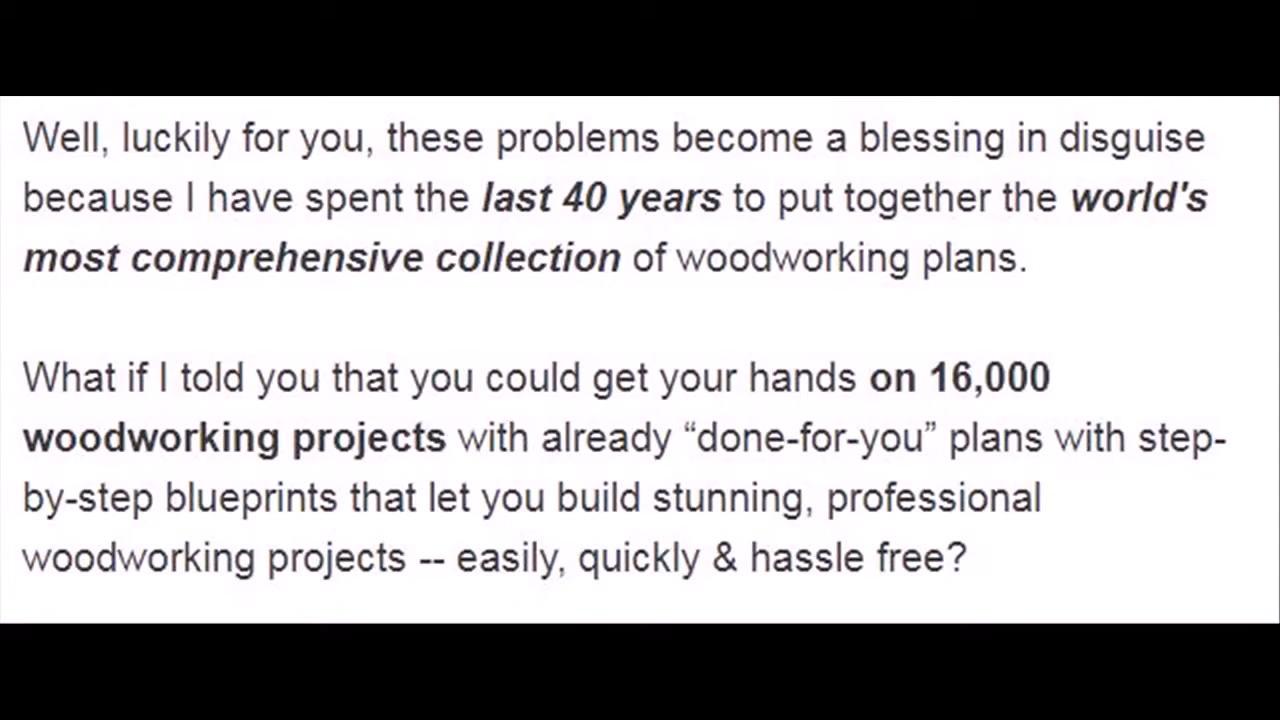 Well, luckily for you, these problems become a blessing in disguise
because I have spent the last 40 years to put together the world's
most comprehensive collection of woodworking plans.
What if I told you that you could get your hands on 16,000
woodworking projects with already “done-for-you” plans with step-
by-step blueprints that let you build stunning, professional
woodworking projects -- easily, quickly & hassle free?